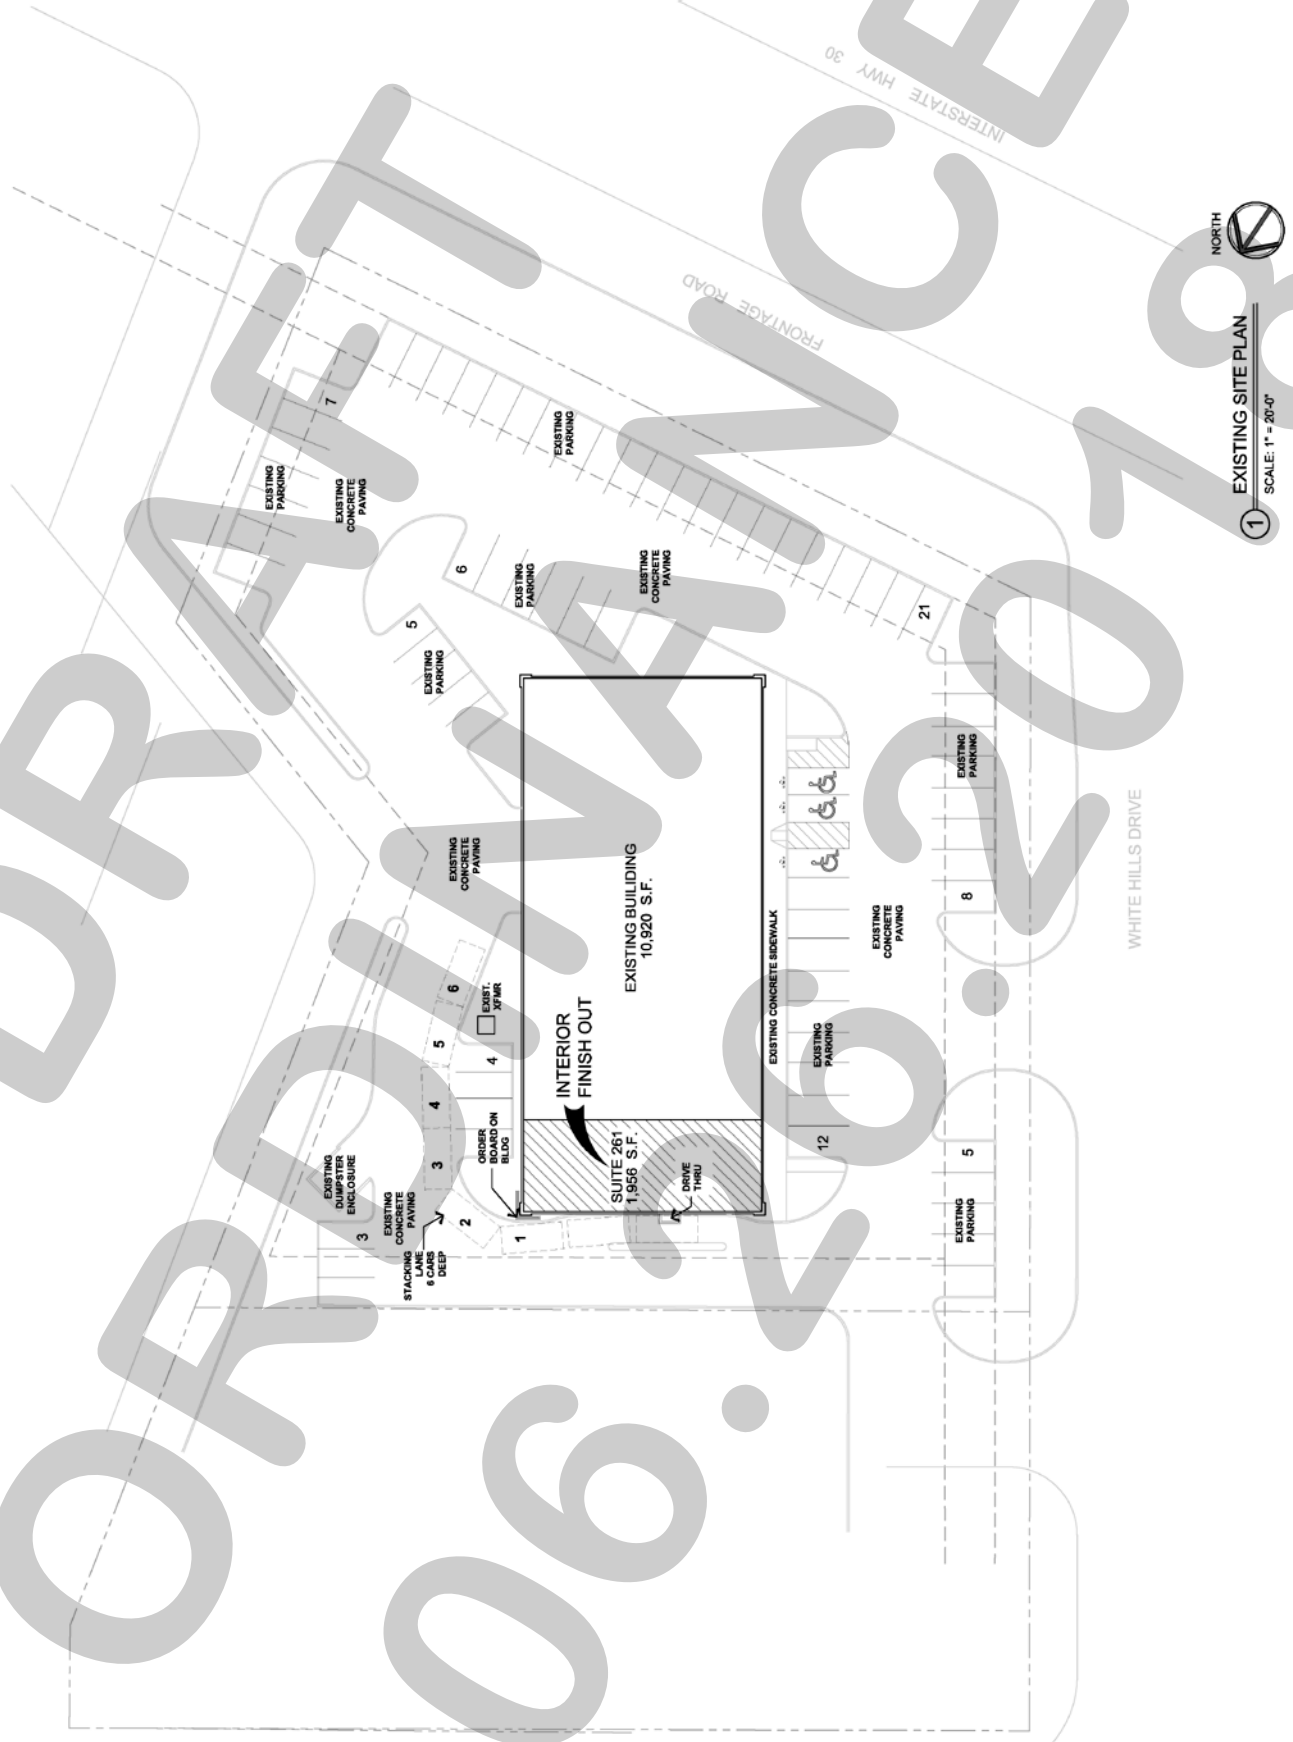 DRAFT
ORDINANCE
06.26.2018
INTERSTATE HWY 30
FRONTAGE ROAD
WHITE HILLS DRIVE
NORTH
1
EXISTING SITE PLAN
SCALE: 1" = 20'-0"
7
EXISTING
PARKING
EXISTING
CONCRETE
PAVING
EXISTING
PARKING
6
EXISTING
PARKING
EXISTING
CONCRETE
PAVING
5
EXISTING
PARKING
21
EXISTING
CONCRETE
PAVING
EXISTING
PARKING
8
EXISTING BUILIDING
10,920 S.F.
EXISTING CONCRETE SIDEWALK
EXISTING
CONCRETE
PAVING
6
EXIST.
XFMR
5
4
4
3
2
1
INTERIOR
FINISH OUT
EXISTING
PARKING
12
ORDER
BOARD ON
BLDG
SUITE 261
1,956 S.F.
DRIVE
THRU
EXISTING
DUMPSTER
ENCLOSURE
EXISTING
CONCRETE
PAVING
3
STACKING
LANE
6 CARS
DEEP
5
EXISTING
PARKING